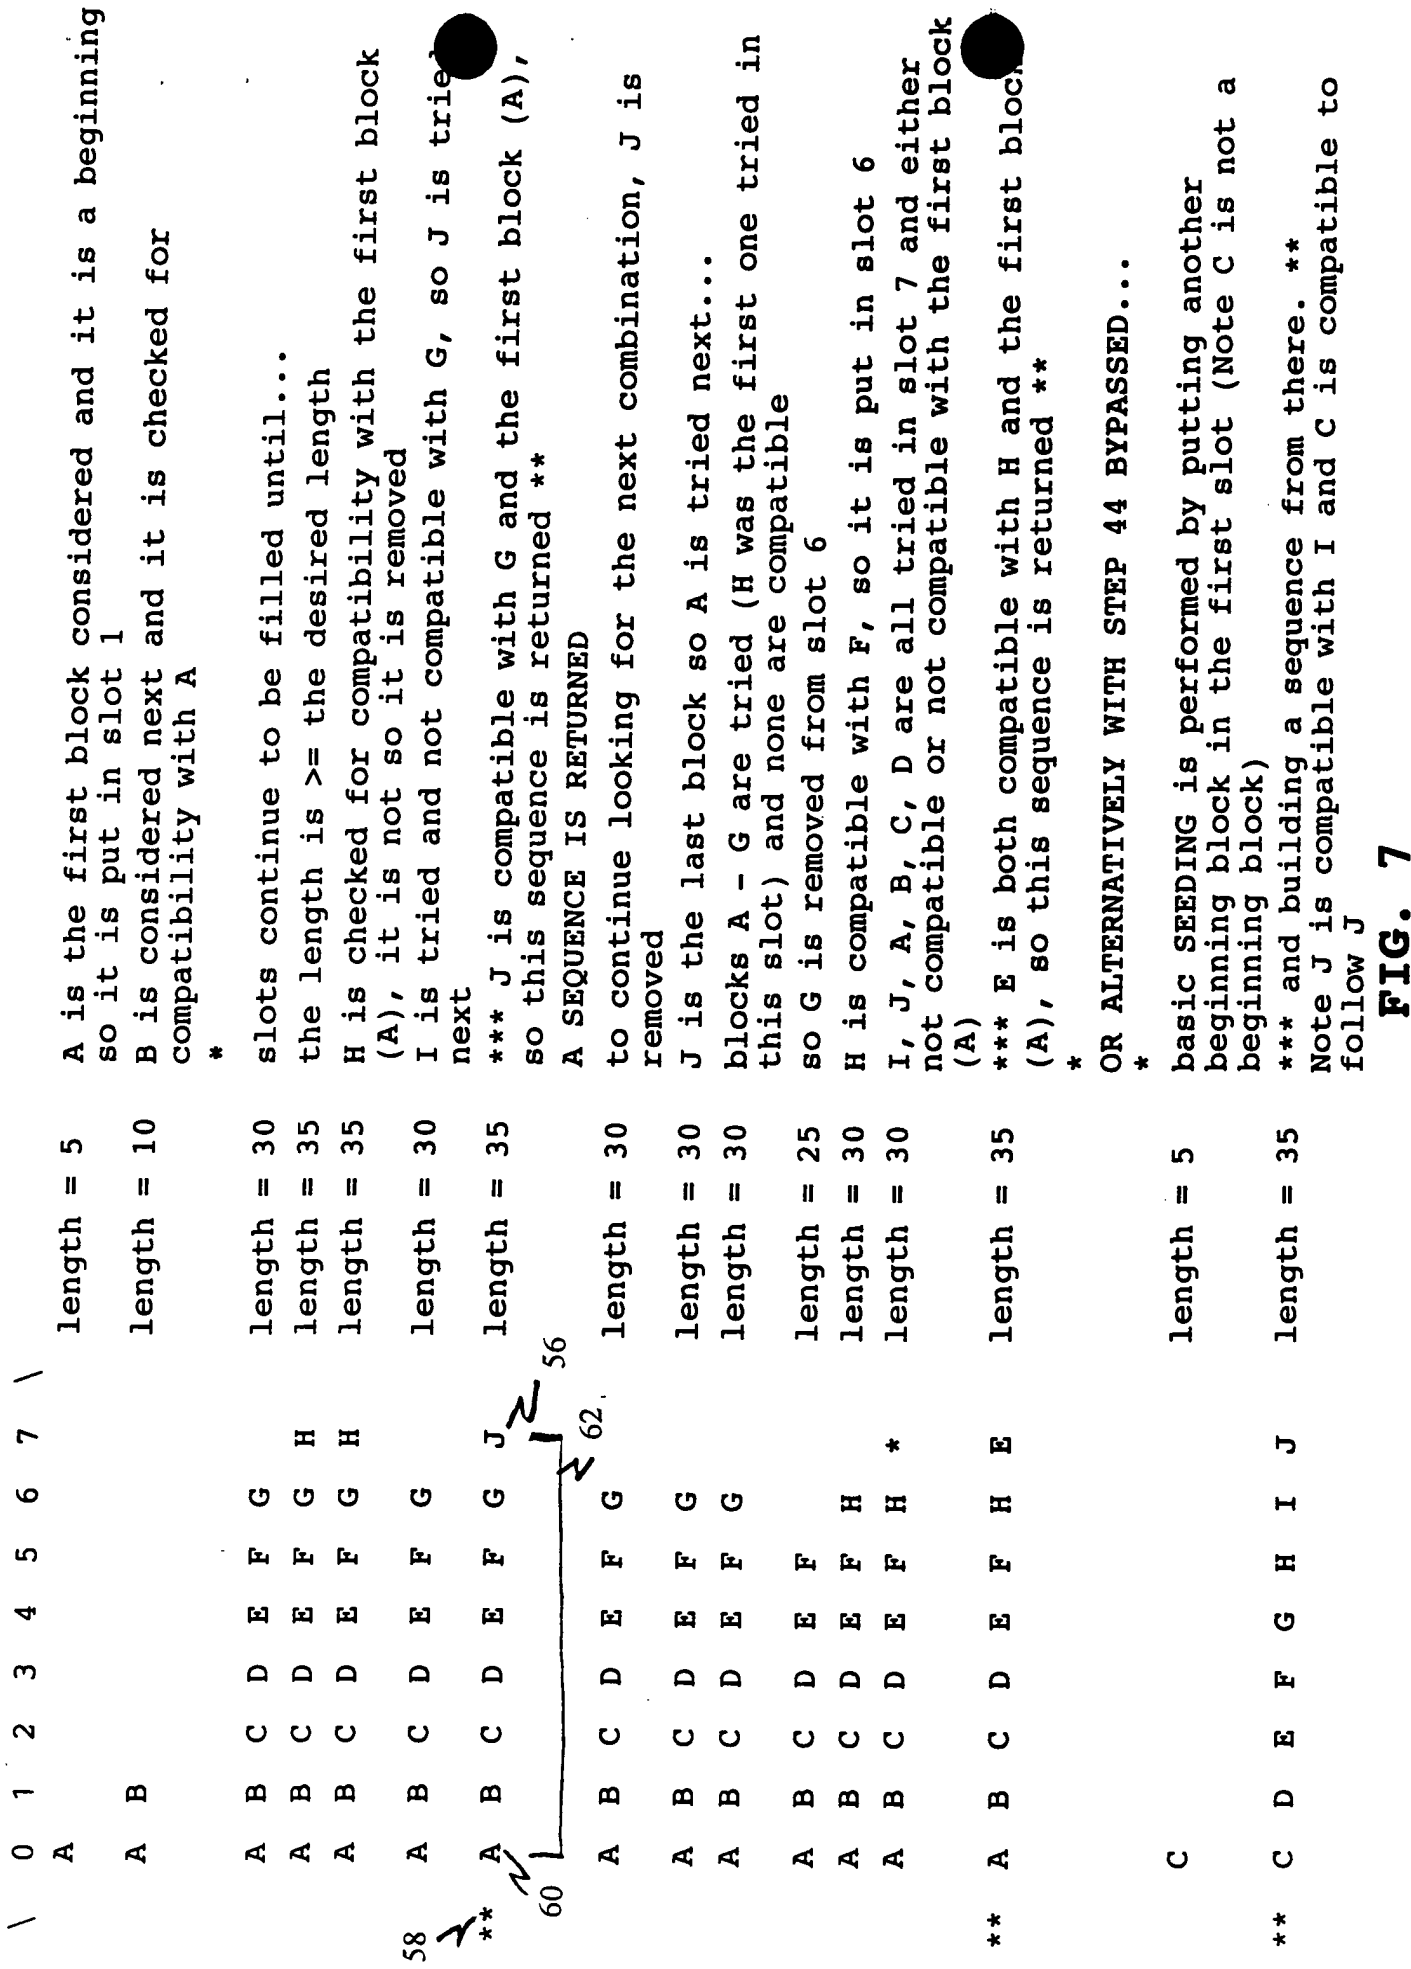 \ 0 1 2 3 4 5 6 7 \
A length = 5 A is the first block considered and it is a beginning
so it is put in slot 1
A B length = 10 B is considered next and it is checked for
compatibility with A
*
A B C D E F G length = 30 slots continue to be filled until...
A B C D E F G H length = 35 the length is >= the desired length
A B C D E F G H length = 35 H is checked for compatibility with the first block
(A), it is not so it is removed
A B C D E F G length = 30 I is tried and not compatible with G, so J is
next
58
** A B C D E F G J length = 35 *** J is compatible with G and the first block (A),
so this sequence is returned **
60 56
62
A SEQUENCE IS RETURNED
A B C D E F G length = 30 to continue looking for the next combination, J is
removed
A B C D E F G length = 30 J is the last block so A is tried next...
A B C D E F G length = 30 blocks A - G are tried (H was the first one tried in
this slot) and none are compatible
A B C D E F length = 25 so G is removed from slot 6
A B C D E F H length = 30 H is compatible with F, so it is put in slot 6
A B C D E F H * length = 30 I, J, A, B, C, D are all tried in slot 7 and either
not compatible or not compatible with the first block
(A)
** A B C D E F H E length = 35 *** E is both compatible with H and the first block
(A), so this sequence is returned **
*
OR ALTERNATIVELY WITH STEP 44 BYPASSED...
*
C length = 5 basic SEEDING is performed by putting another
beginning block in the first slot (Note C is not a
beginning block)
** C D E F G H I J length = 35 *** and building a sequence from there. **
Note J is compatible with I and C is compatible to
follow J
FIG. 7